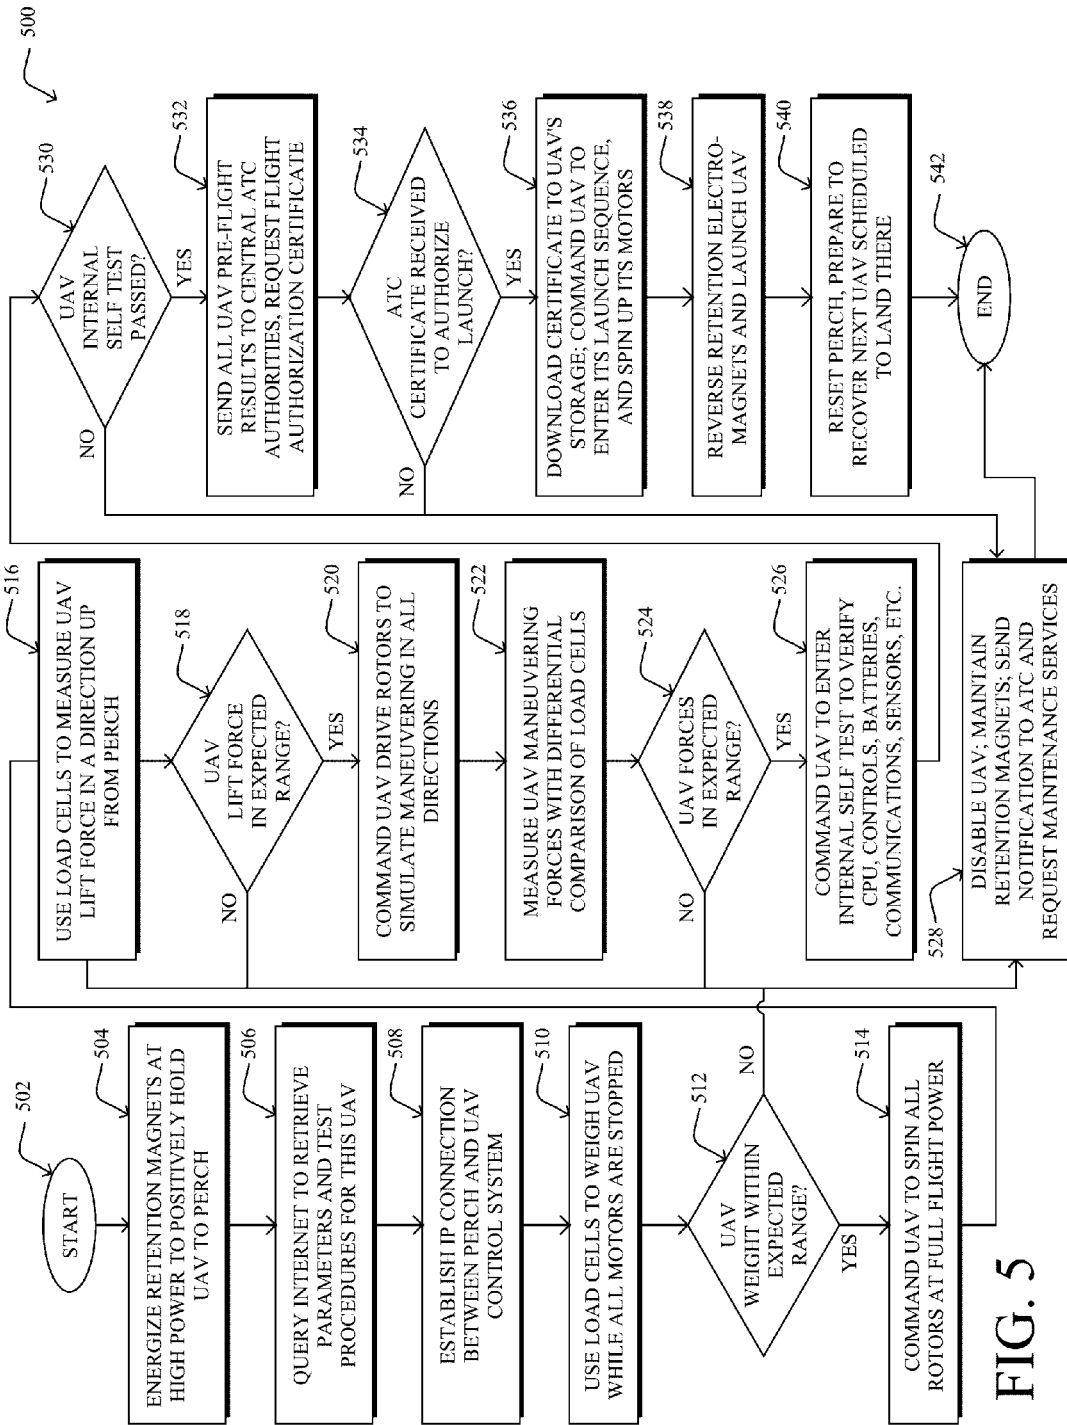 500
502
START
504
ENERGIZE RETENTION MAGNETS AT
HIGH POWER TO POSITIVELY HOLD
UAV TO PERCH
506
QUERY INTERNET TO RETRIEVE
PARAMETERS AND TEST
PROCEDURES FOR THIS UAV
508
ESTABLISH IP CONNECTION
BETWEEN PERCH AND UAV
CONTROL SYSTEM
510
USE LOAD CELLS TO WEIGH UAV
WHILE ALL MOTORS ARE STOPPED
512
UAV
WEIGHT WITHIN
EXPECTED
RANGE?
NO
YES
514
COMMAND UAV TO SPIN ALL
ROTORS AT FULL FLIGHT POWER
516
USE LOAD CELLS TO MEASURE UAV
LIFT FORCE IN A DIRECTION UP
FROM PERCH
518
UAV
LIFT FORCE
IN EXPECTED
RANGE?
NO
YES
520
COMMAND UAV DRIVE ROTORS TO
SIMULATE MANEUVERING IN ALL
DIRECTIONS
522
MEASURE UAV MANEUVERING
FORCES WITH DIFFERENTIAL
COMPARISON OF LOAD CELLS
524
UAV FORCES
IN EXPECTED
RANGE?
NO
YES
526
COMMAND UAV TO ENTER
INTERNAL SELF TEST TO VERIFY
CPU, CONTROLS, BATTERIES,
COMMUNICATIONS, SENSORS, ETC.
528
DISABLE UAV; MAINTAIN
RETENTION MAGNETS; SEND
NOTIFICATION TO ATC AND
REQUEST MAINTENANCE SERVICES
530
UAV
INTERNAL
SELF TEST
PASSED?
NO
YES
532
SEND ALL UAV PRE-FLIGHT
RESULTS TO CENTRAL ATC
AUTHORITIES, REQUEST FLIGHT
AUTHORIZATION CERTIFICATE
534
ATC
CERTIFICATE RECEIVED
TO AUTHORIZE
LAUNCH?
NO
YES
536
DOWNLOAD CERTIFICATE TO UAV'S
STORAGE; COMMAND UAV TO
ENTER ITS LAUNCH SEQUENCE,
AND SPIN UP ITS MOTORS
538
REVERSE RETENTION ELECTRO-
MAGNETS AND LAUNCH UAV
540
RESET PERCH, PREPARE TO
RECOVER NEXT UAV SCHEDULED
TO LAND THERE
542
END
FIG. 5